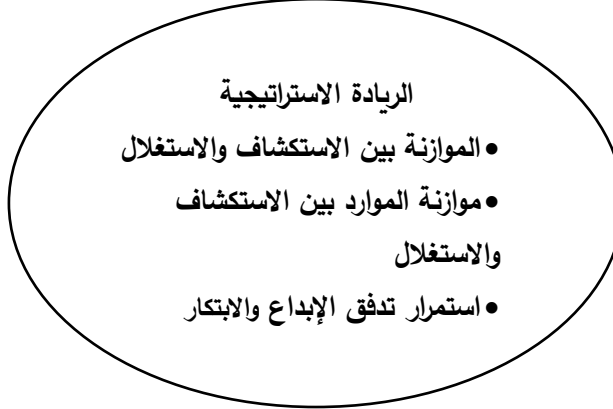 الريادة الاستراتيجية
•الموازنة بين الاستكشاف والاستغلال
•موازنة الموارد بين الاستكشاف
والاستغلال
•استمرار تدفق الإبداع والابتكار